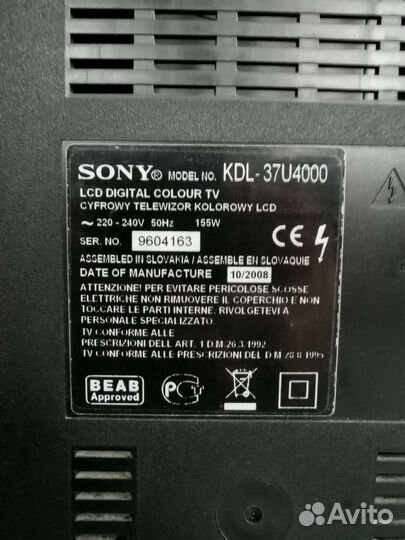 SONY® MODEL NO. KDL-37U4000
LCD DIGITAL COLOUR TV
CYFROWY TELEWIZOR KOLOROWY LCD
~ 220 - 240V 50Hz 155W
SER. NO. 9604163
CE
ASSEMBLED IN SLOVAKIA / ASSEMBLE EN SLOVAQUIE
DATE OF MANUFACTURE 10/2008
ATTENZIONE! PER EVITARE PERICOLOSE SCOSSE
ELETTRICHE NON RIMUOVERE IL COPERCHIO E NON
TOCCARE LE PARTI INTERNE. RIVOLGETEVI A
PERSONALE SPECIALIZZATO.
TV CONFORME ALLE
PRESCRIZIONI DELL ART. 1 D.M. 26.3.1992
TV CONFORME ALLE PRESCRIZIONI DEL D M 28 8 1995
BEAB
Approved
Avito